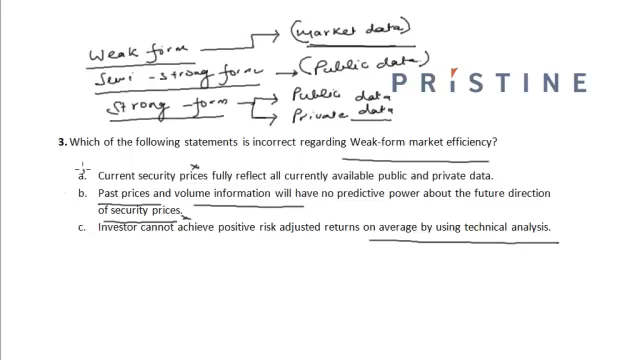 Weak form (market data)
Semi-strong form (Public data)
PRISTINE
Strong-form Public data
Private data
3. Which of the following statements is incorrect regarding Weak-form market efficiency?
a. Current security prices fully reflect all currently available public and private data.
b. Past prices and volume information will have no predictive power about the future direction
of security prices.
c. Investor cannot achieve positive risk adjusted returns on average by using technical analysis.